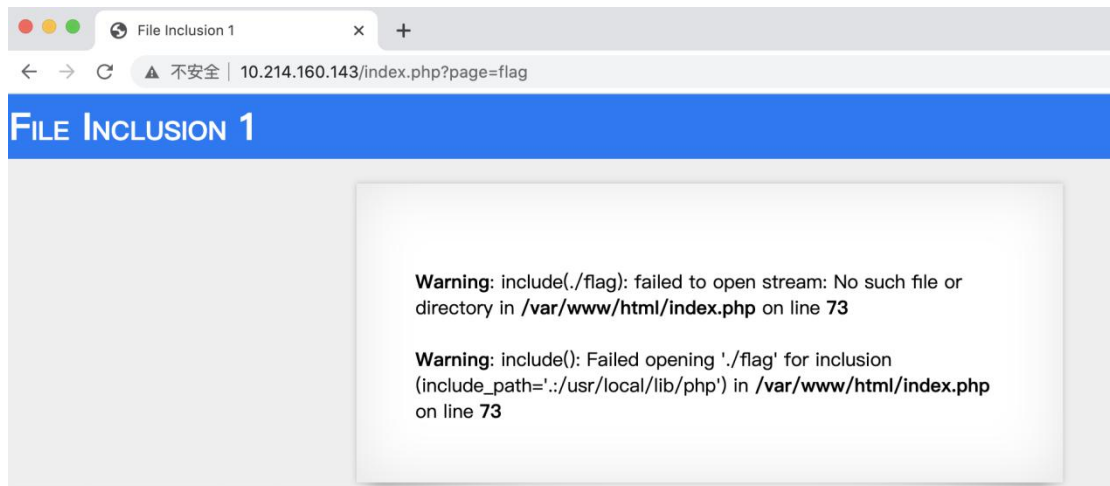 File Inclusion 1
不安全 | 10.214.160.143/index.php?page=flag
FILE INCLUSION 1
Warning: include(./flag): failed to open stream: No such file or
directory in /var/www/html/index.php on line 73
Warning: include(): Failed opening './flag' for inclusion
(include_path='.:/usr/local/lib/php') in /var/www/html/index.php
on line 73